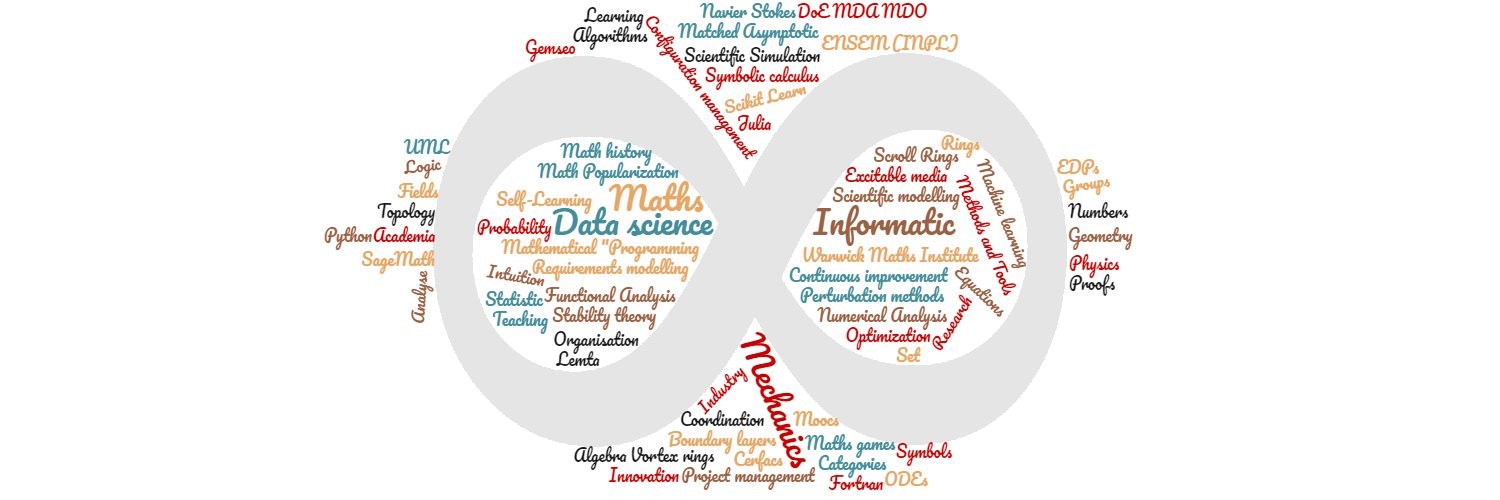 Learning
Algorithms
Gemseo
Configuration management
Navier Stokes
DoE MDA MDO
Matched Asymptotic
ENSEM (INPL)
Scientific Simulation
Symbolic calculus
Scikit Learn
Julia
UML
Logic
Fields
Topology
Python
Academia
SageMath
Analyse
Math history
Math Popularization
Self-Learning
Maths
Probability
Data science
Mathematical "Programming
Intuition
Requirements modelling
Statistic
Functional Analysis
Teaching
Stability theory
Organisation
Lemta
Rings
Scroll Rings
Excitable media
Scientific modelling
Machine learning
Methods and Tools
Informatic
Warwick Maths Institute
Continuous improvement
Equations
Perturbation methods
Numerical Analysis
Research
Optimization
Set
EDPs
Groups
Numbers
Geometry
Physics
Proofs
Mechanics
Industry
Coordination
Moocs
Boundary layers
Maths games
Symbols
Algebra
Vortex rings
Cerfacs
Categories
Innovation
Project management
Fortran
ODEs